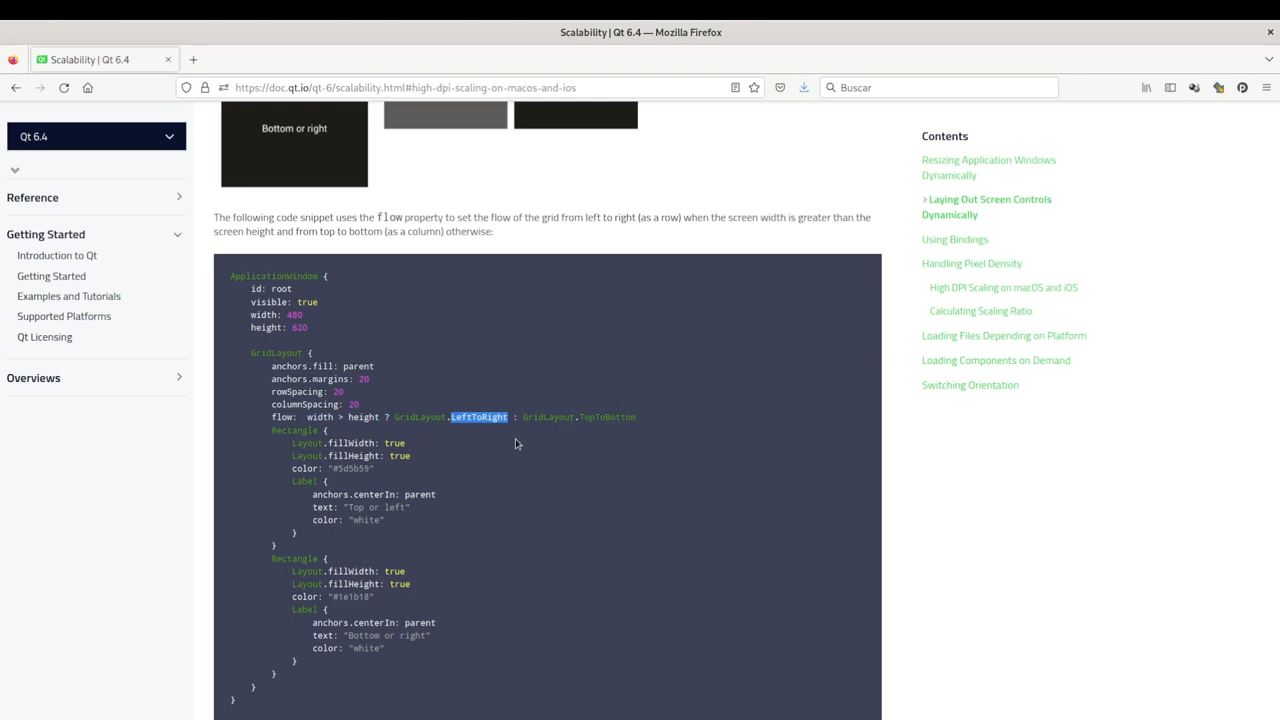 Scalability | Qt 6.4 — Mozilla Firefox
Scalability | Qt 6.4
https://doc.qt.io/qt-6/scalability.html#high-dpi-scaling-on-macos-and-ios
Buscar
Qt 6.4
Reference
Getting Started
Introduction to Qt
Getting Started
Examples and Tutorials
Supported Platforms
Qt Licensing
Overviews
Bottom or right
The following code snippet uses the flow property to set the flow of the grid from left to right (as a row) when the screen width is greater than the
screen height and from top to bottom (as a column) otherwise:
ApplicationWindow {
id: root
visible: true
width: 480
height: 620
GridLayout {
anchors.fill: parent
anchors.margins: 20
rowSpacing: 20
columnSpacing: 20
flow:  width > height ? GridLayout.LeftToRight : GridLayout.TopToBottom
Rectangle {
Layout.fillWidth: true
Layout.fillHeight: true
color: "#5d5b59"
Label {
anchors.centerIn: parent
text: "Top or left"
color: "white"
}
}
Rectangle {
Layout.fillWidth: true
Layout.fillHeight: true
color: "#1e1b18"
Label {
anchors.centerIn: parent
text: "Bottom or right"
color: "white"
}
}
}
}
Contents
Resizing Application Windows
Dynamically
Laying Out Screen Controls
Dynamically
Using Bindings
Handling Pixel Density
High DPI Scaling on macOS and iOS
Calculating Scaling Ratio
Loading Files Depending on Platform
Loading Components on Demand
Switching Orientation